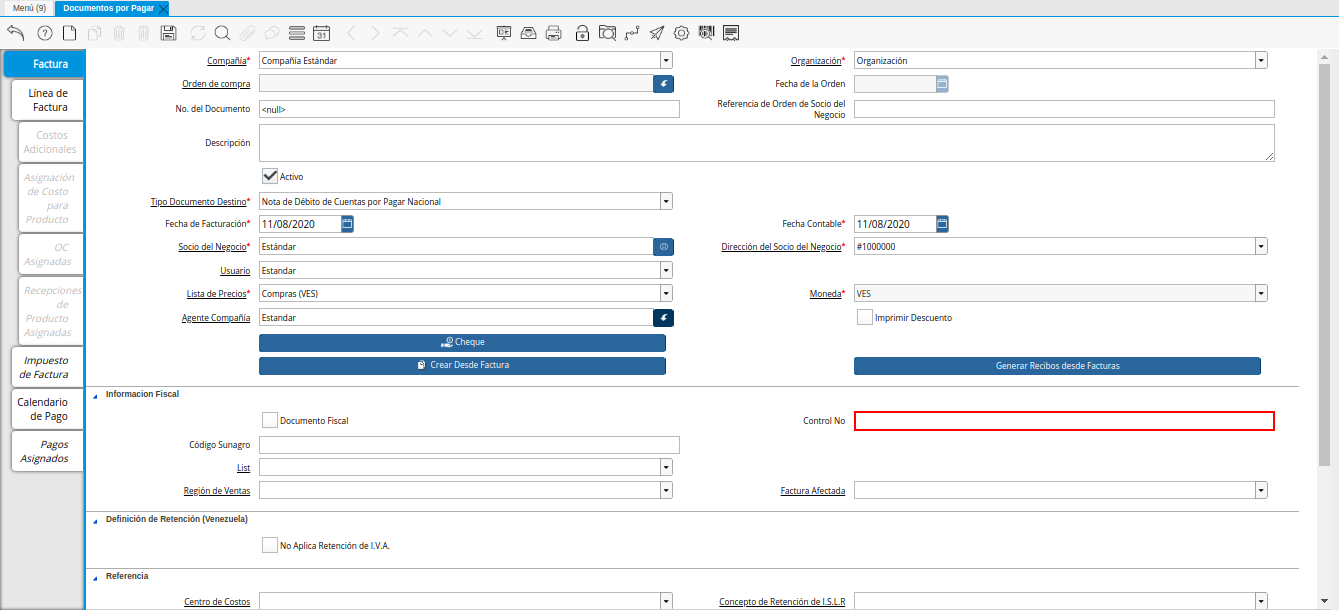 Menú (9)
Documentos por Pagar
31
Factura
Línea de
Factura
Costos
Adicionales
Asignación
de Costo
para
Producto
OC
Asignadas
Recepciones
de
Producto
Asignadas
Impuesto
de Factura
Calendario
de Pago
Pagos
Asignados
Compañía* Compañía Estándar Organización* Organización
Orden de compra Fecha de la Orden
No. del Documento <null> Referencia de Orden de Socio del
Negocio
Descripción
Activo
Tipo Documento Destino* Nota de Débito de Cuentas por Pagar Nacional
Fecha de Facturación* 11/08/2020 Fecha Contable* 11/08/2020
Socio del Negocio* Estándar Dirección del Socio del Negocio* #1000000
Usuario Estandar
Lista de Precios* Compras (VES) Moneda* VES
Agente Compañía Estandar Imprimir Descuento
Cheque
Crear Desde Factura Generar Recibos desde Facturas
Informacion Fiscal
Documento Fiscal Control No
Código Sunagro
List
Región de Ventas Factura Afectada
Definición de Retención (Venezuela)
No Aplica Retención de I.V.A.
Referencia
Centro de Costos Concepto de Retención de I.S.L.R